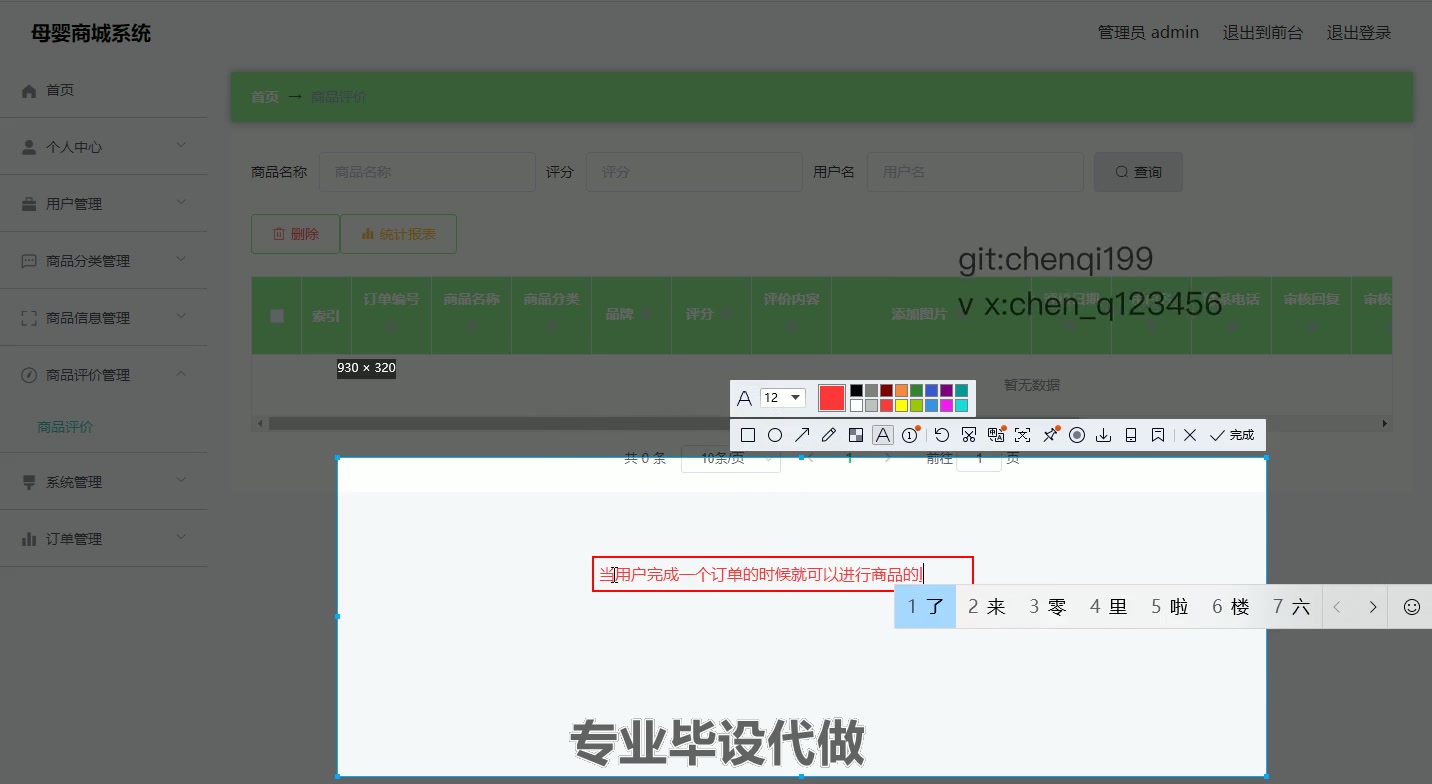 母婴商城系统
管理员 admin 退出到前台 退出登录
首页
个人中心
用户管理
商品分类管理
商品信息管理
商品评价管理
商品评价
系统管理
订单管理
首页 → 商品评价
商品名称 商品名称 评分 评分 用户名 用户名 查询
删除 统计报表
git:chenqi199
v x:chen_q123456
索引 订单编号 商品名称 商品分类 品牌 评分 评价内容 添加图片 日期 电话 审核回复 审核
930 × 320
暂无数据
12
完成
共 0 条 10条/页 1 前往 1 页
当用户完成一个订单的时候就可以进行商品的l
1 了 2 来 3 零 4 里 5 啦 6 楼 7 六
专业毕设代做